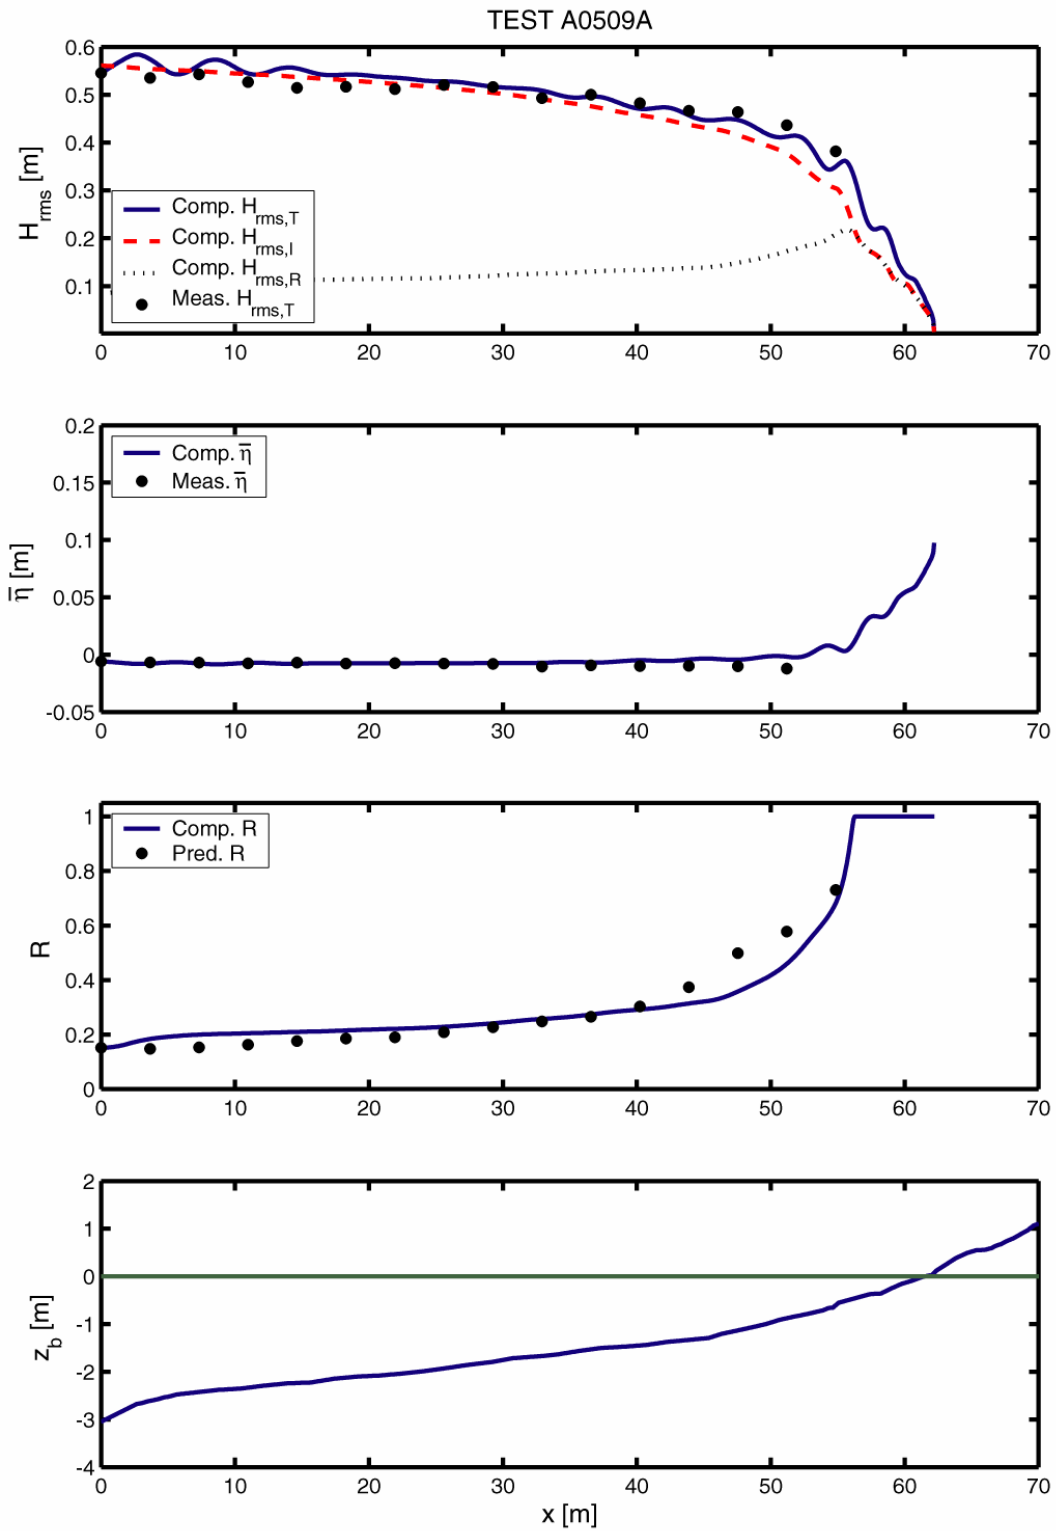 TEST A0509A
0.6
0.5
0.4
0.3
0.2
0.1
H_rms [m]
Comp. H_rms,T
Comp. H_rms,I
Comp. H_rms,R
Meas. H_rms,T
0 10 20 30 40 50 60 70
0.2
0.15
0.1
0.05
0
-0.05
η̅ [m]
Comp. η̅
Meas. η̅
0 10 20 30 40 50 60 70
1
0.8
0.6
0.4
0.2
0
R
Comp. R
Pred. R
0 10 20 30 40 50 60 70
2
1
0
-1
-2
-3
-4
z_b [m]
0 10 20 30 40 50 60 70
x [m]